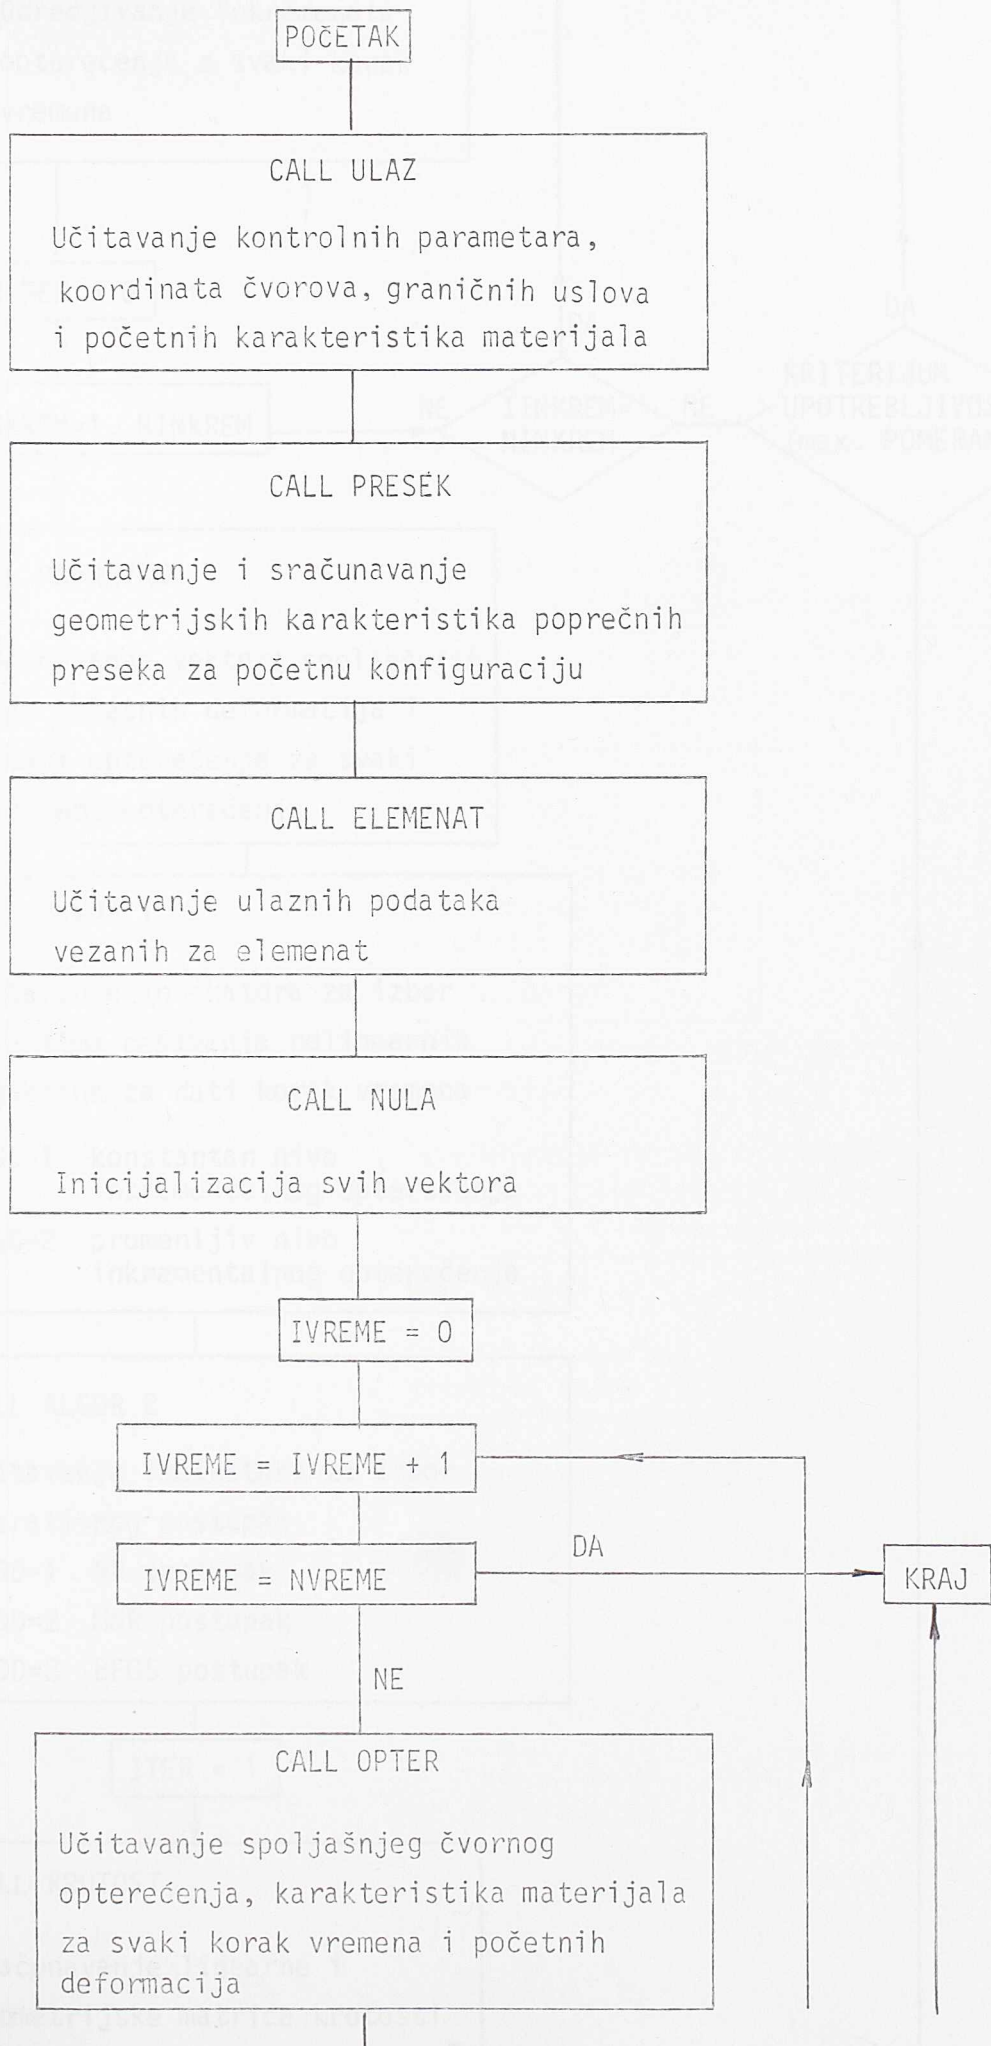 POČETAK
CALL ULAZ
Učitavanje kontrolnih parametara,
koordinata čvorova, graničnih uslova
i početnih karakteristika materijala
CALL PRESEK
Učitavanje i sračunavanje
geometrijskih karakteristika poprečnih
preseka za početnu konfiguraciju
CALL ELEMENAT
Učitavanje ulaznih podataka
vezanih za elemenat
CALL NULA
Inicijalizacija svih vektora
IVREME = 0
IVREME = IVREME + 1
IVREME = NVREME
DA
KRAJ
NE
CALL OPTER
Učitavanje spoljašnjeg čvornog
opterećenja, karakteristika materijala
za svaki korak vremena i početnih
deformacija